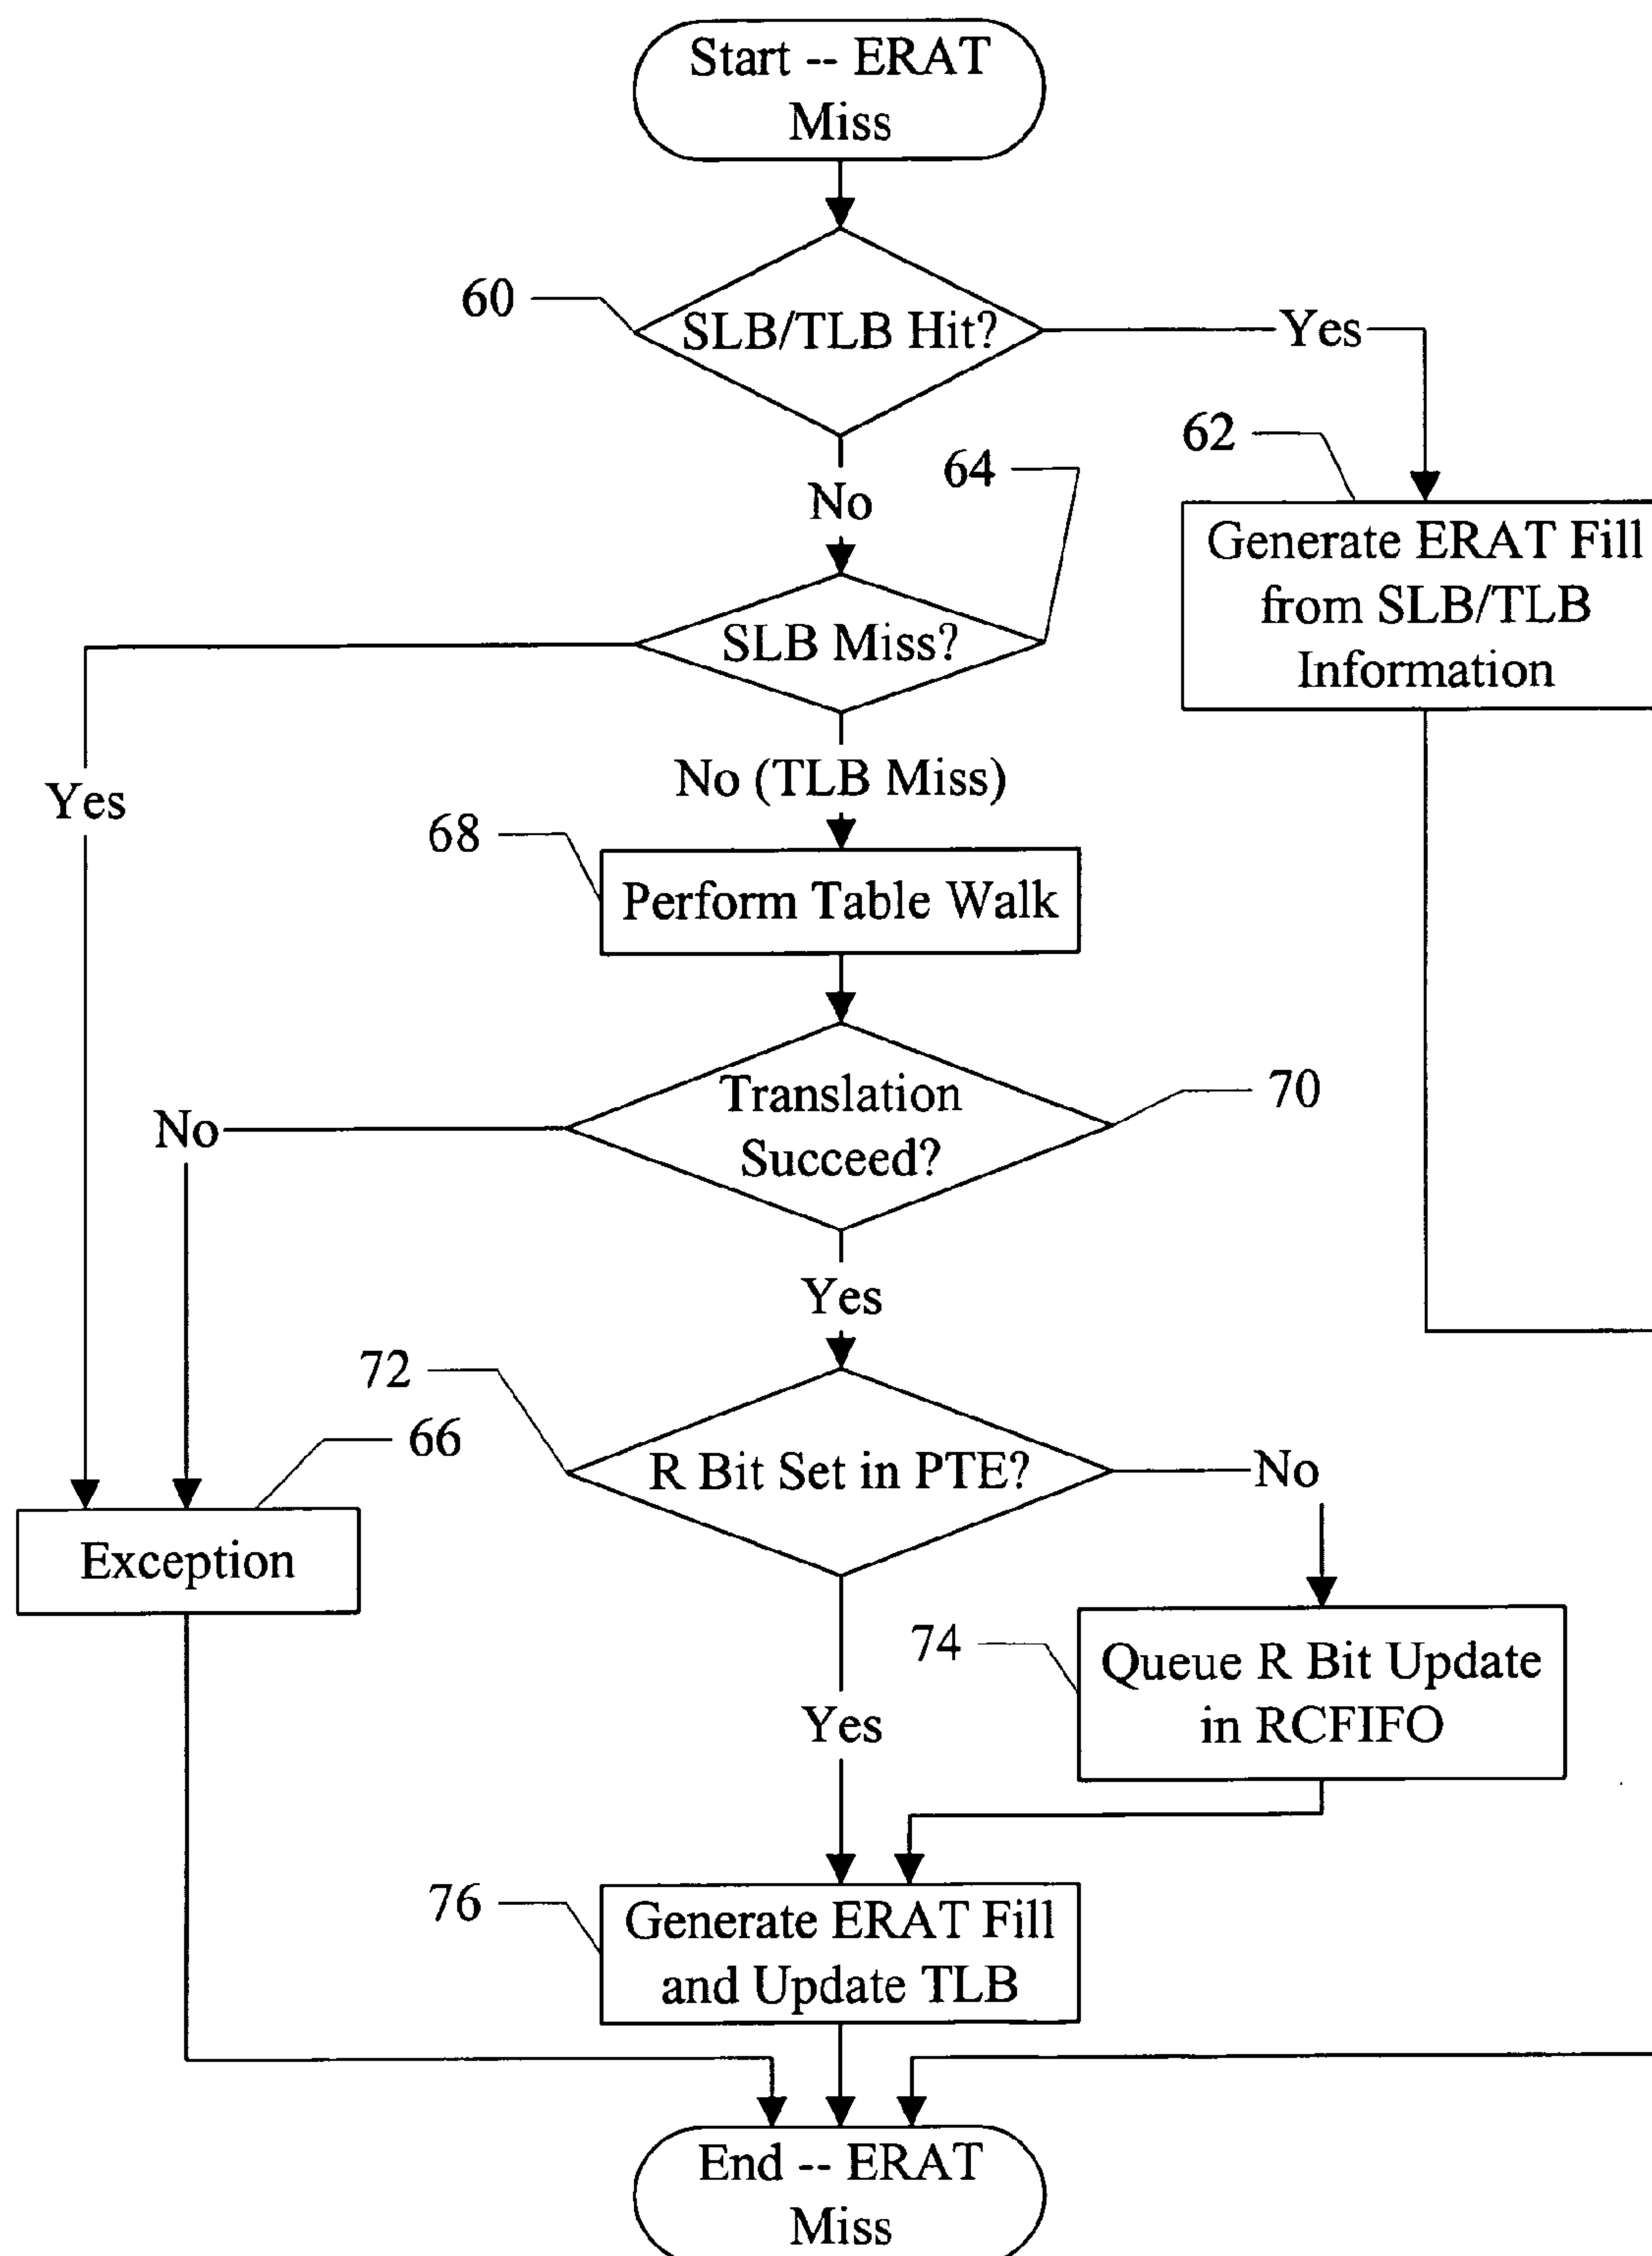 Start -- ERAT
Miss
60
SLB/TLB Hit?
Yes
62
Generate ERAT Fill
from SLB/TLB
Information
No
64
SLB Miss?
Yes
No (TLB Miss)
68
Perform Table Walk
Translation
Succeed?
70
No
Yes
72
R Bit Set in PTE?
No
66
Exception
74
Queue R Bit Update
in RCFIFO
Yes
76
Generate ERAT Fill
and Update TLB
End -- ERAT
Miss